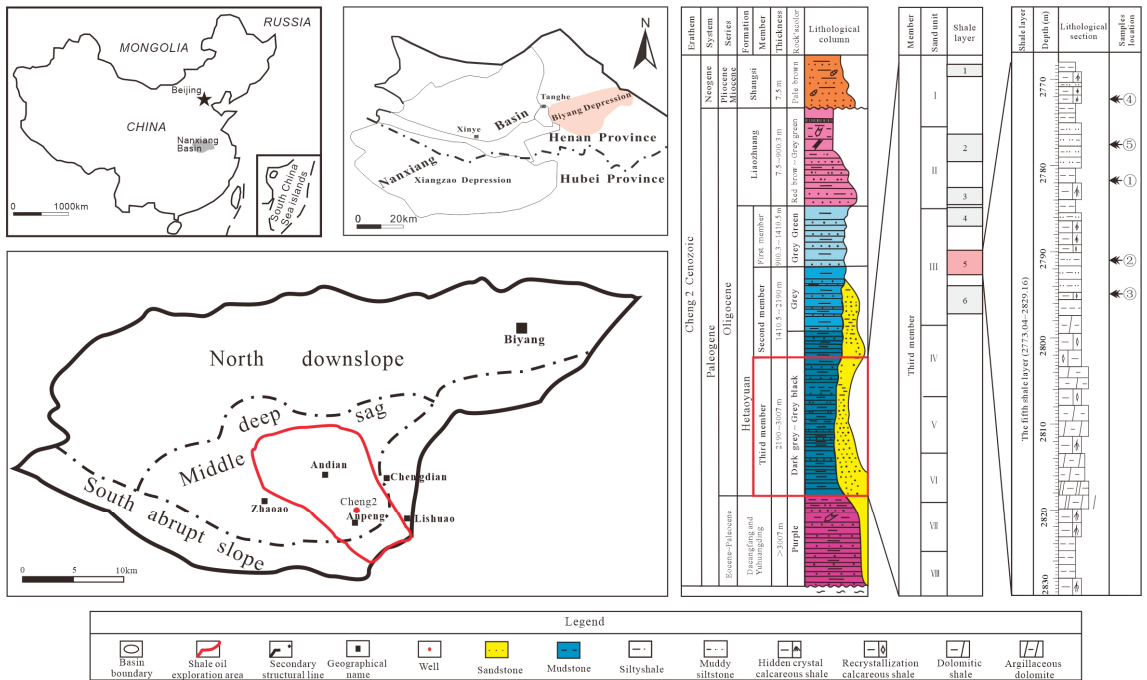 RUSSIA
MONGOLIA
Beijing
CHINA
Nanxiang
Basin
South China
Sea islands
0 1000km
N
Tanghe
Basin
Biyang Depression
Xinye
Henan Province
Nanxiang
Hubei Province
Xiangzao Depression
0 20km
Biyang
North downslope
deep sag
Middle
Andian
Chengdian
Cheng2
Zhaoao
Anpeng
Lishuao
South abrupt slope
0 5 10km
Erathem
System
Series
Formation
Member
Thickness
Rock'scolor
Lithological
column
Cheng 2 Cenozoic
Neogene
Paleogene
Pliocene
Miocene
Oligocene
Eocene~Paleocene
Shangsi
Liaozhuang
Hetaoyuan
Dacangfang and
Yuhuangding
First member
Second member
Third member
7.5 m
7.5~900.3 m
900.3~1410.5 m
1410.5~2190 m
2190~3007 m
>3007 m
Pale brown
Red brow~Grey green
Grey Green
Grey
Dark grey~Grey black
Purple
Member
Sand unit
Shale
layer
Third member
I
II
III
IV
V
VI
VII
VIII
1
2
3
4
5
6
Shale layer
Depth (m)
Lithological
section
Samples
location
The fifth shale layer (2773.04~2829.16)
2770
2780
2790
2800
2810
2820
2830
④
⑤
①
②
③
Legend
Basin
boundary
Shale oil
exploration area
Secondary
structural line
Geographical
name
Well
Sandstone
Mudstone
Siltyshale
Muddy
siltstone
Hidden crystal
calcareous shale
Recrystallization
calcareous shale
Dolomitic
shale
Argillaceous
dolomite